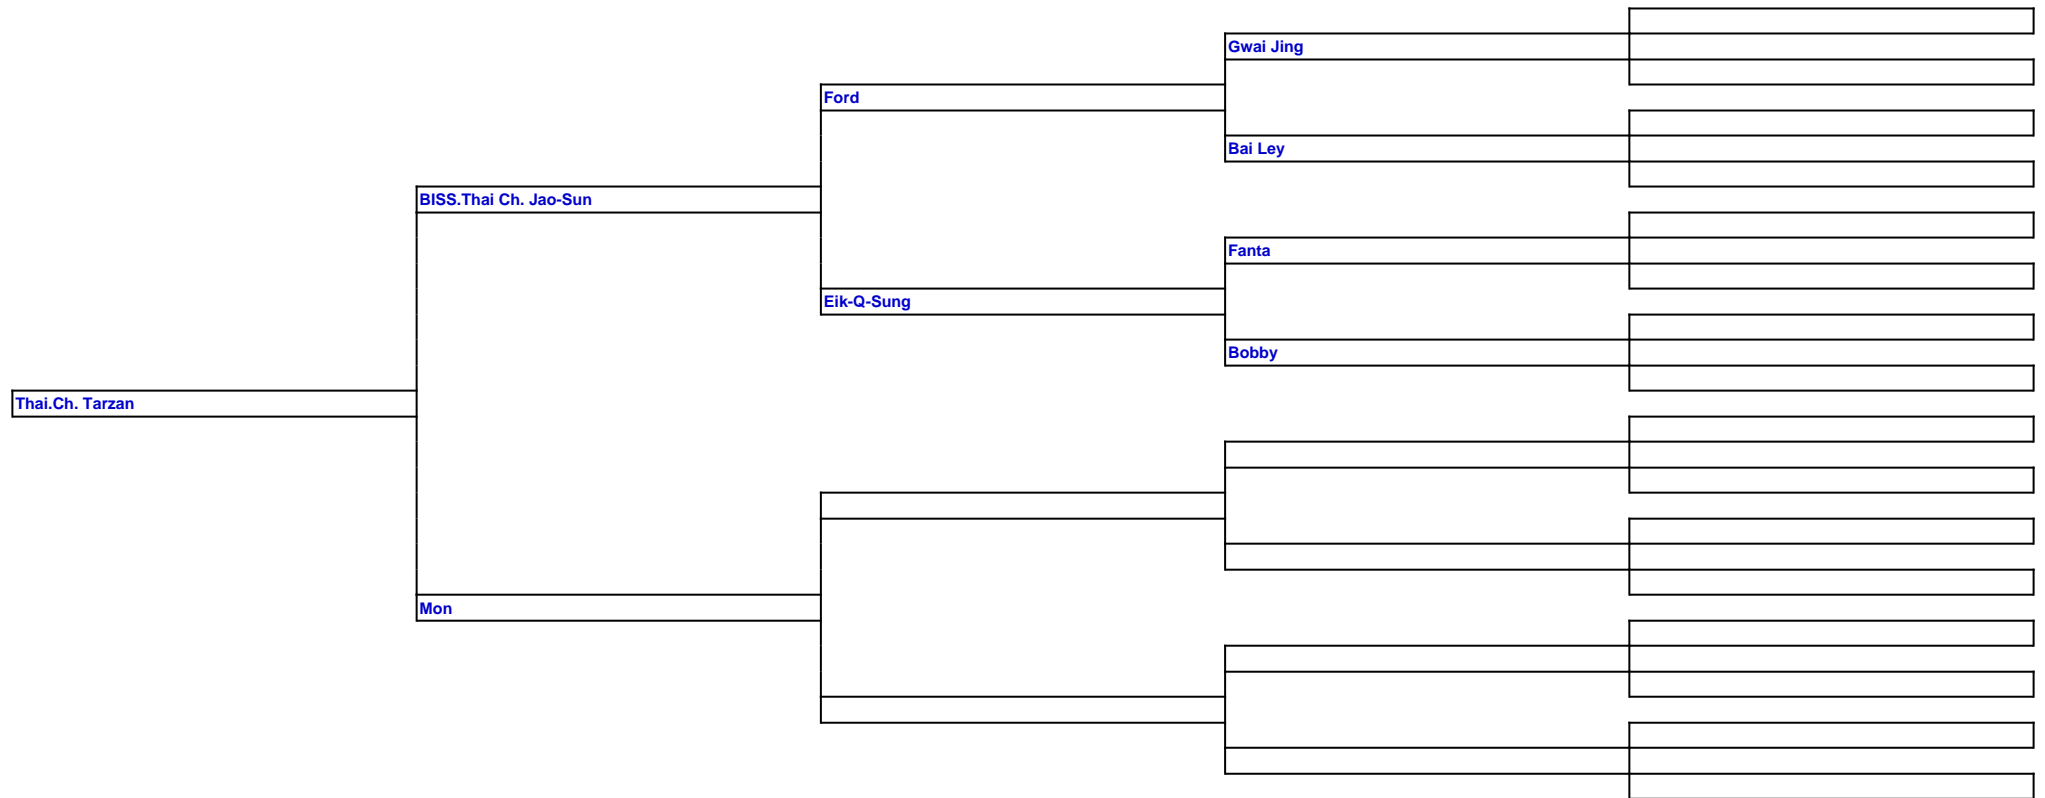 Gwai Jing
Ford
Bai Ley
BISS.Thai Ch. Jao-Sun
Fanta
Eik-Q-Sung
Bobby
Thai.Ch. Tarzan
Mon